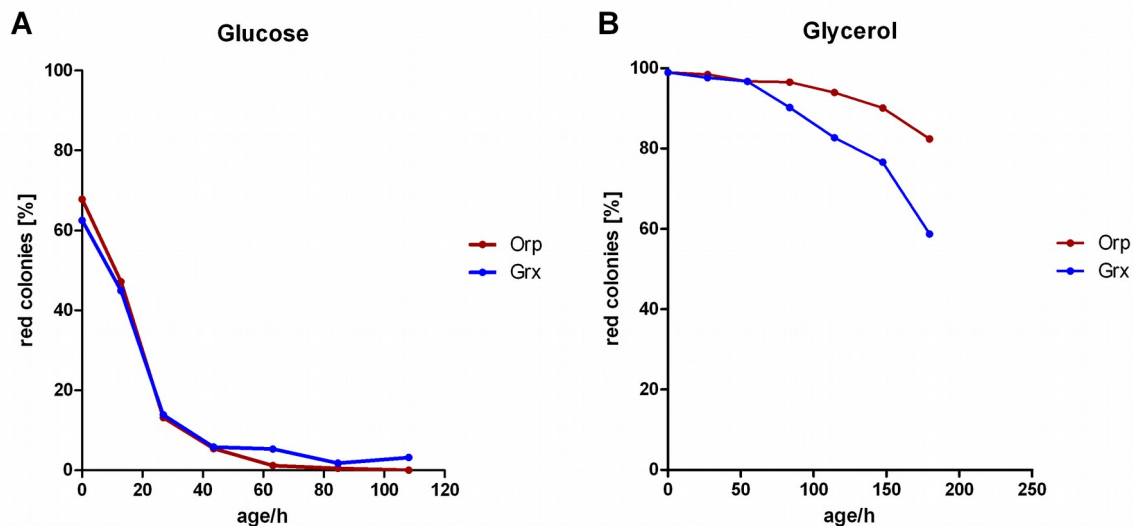 A
Glucose
100
80
60
40
20
0
0 20 40 60 80 100 120
age/h
red colonies [%]
Orp
Grx
B
Glycerol
100
80
60
40
20
0
0 50 100 150 200 250
age/h
red colonies [%]
Orp
Grx